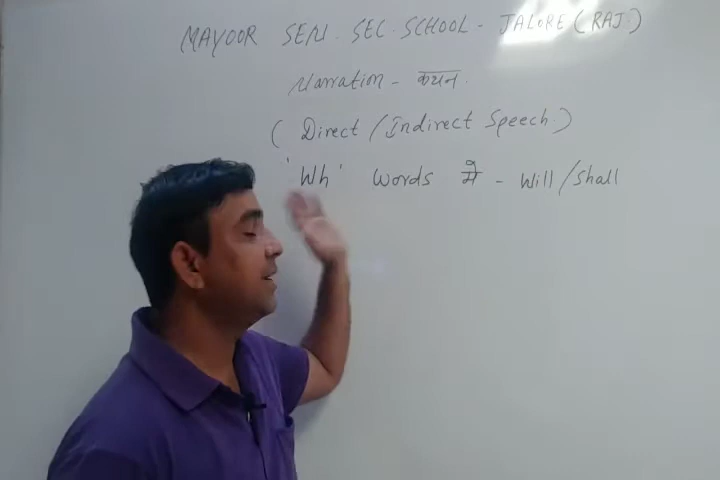 MAYOOR SEN. SEC. SCHOOL - JALORE (RAJ.)
Narration - कथन.
( Direct / Indirect Speech. )
'Wh' Words में - Will / Shall